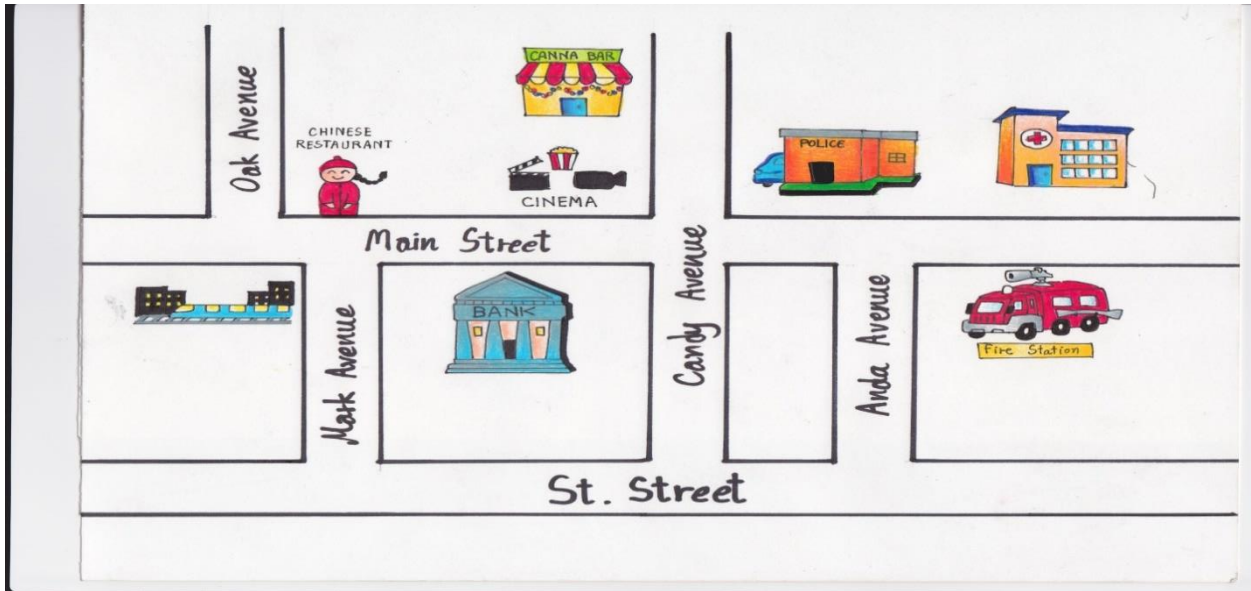 Oak Avenue
CANNA BAR
CHINESE
RESTAURANT
CINEMA
POLICE
Main Street
Mark Avenue
BANK
Candy Avenue
Anda Avenue
Fire Station
St. Street